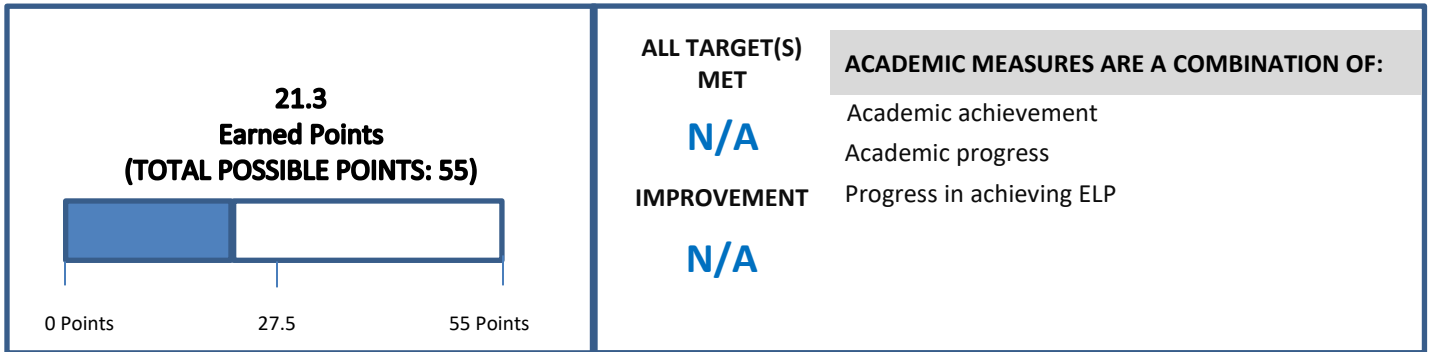 21.3
Earned Points
(TOTAL POSSIBLE POINTS: 55)
0 Points
27.5
55 Points
ALL TARGET(S)
MET
N/A
IMPROVEMENT
N/A
ACADEMIC MEASURES ARE A COMBINATION OF:
Academic achievement
Academic progress
Progress in achieving ELP